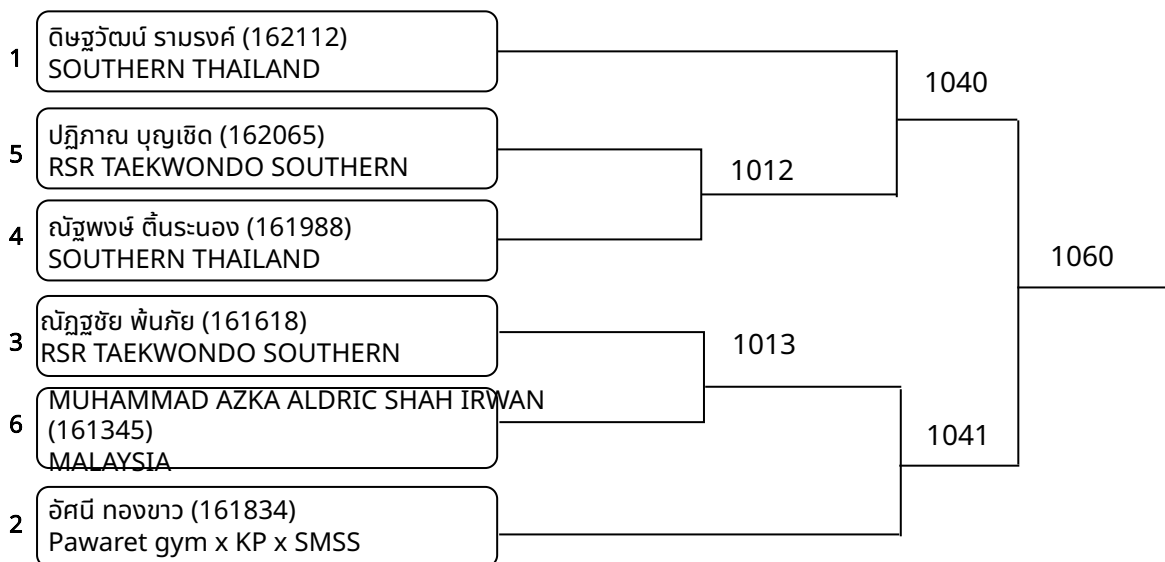 1
ดิษฐวัฒน์ รามรงค์ (162112)
SOUTHERN THAILAND
1040
5
ปฏิภาณ บุญเชิด (162065)
RSR TAEKWONDO SOUTHERN
1012
4
ณัฐพงษ์ ติ้นระนอง (161988)
SOUTHERN THAILAND
1060
3
ณัฏฐชัย พ้นภัย (161618)
RSR TAEKWONDO SOUTHERN
1013
6
MUHAMMAD AZKA ALDRIC SHAH IRWAN
(161345)
MALAYSIA
1041
2
อัศนี ทองขาว (161834)
Pawaret gym x KP x SMSS